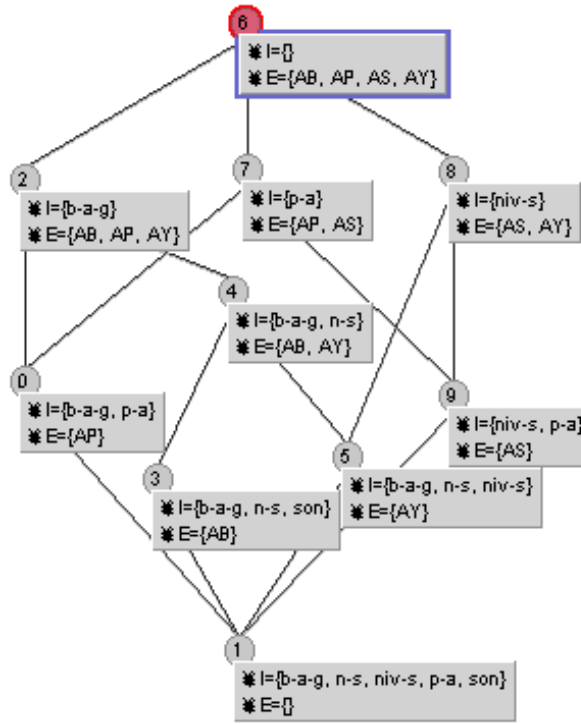 6
I={}
E={AB, AP, AS, AY}
2
I={b-a-g}
E={AB, AP, AY}
7
I={p-a}
E={AP, AS}
8
I={niv-s}
E={AS, AY}
4
I={b-a-g, n-s}
E={AB, AY}
0
I={b-a-g, p-a}
E={AP}
9
I={niv-s, p-a}
E={AS}
3
I={b-a-g, n-s, son}
E={AB}
5
I={b-a-g, n-s, niv-s}
E={AY}
1
I={b-a-g, n-s, niv-s, p-a, son}
E={}